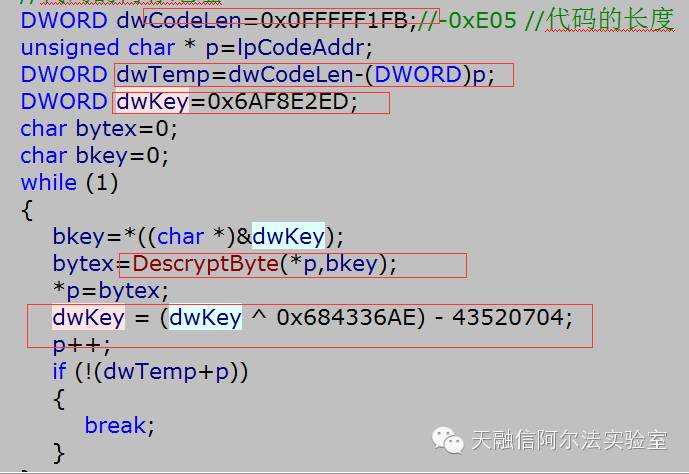 DWORD dwCodeLen=0x0FFFFF1FB;//-0xE05 //代码的长度
unsigned char * p=lpCodeAddr;
DWORD dwTemp=dwCodeLen-(DWORD)p;
DWORD dwKey=0x6AF8E2ED;
char bytex=0;
char bkey=0;
while (1)
{
bkey=*((char *)&dwKey);
bytex=DescryptByte(*p,bkey);
*p=bytex;
dwKey = (dwKey ^ 0x684336AE) - 43520704;
p++;
if (!(dwTemp+p))
{
break;
}
天融信阿尔法实验室